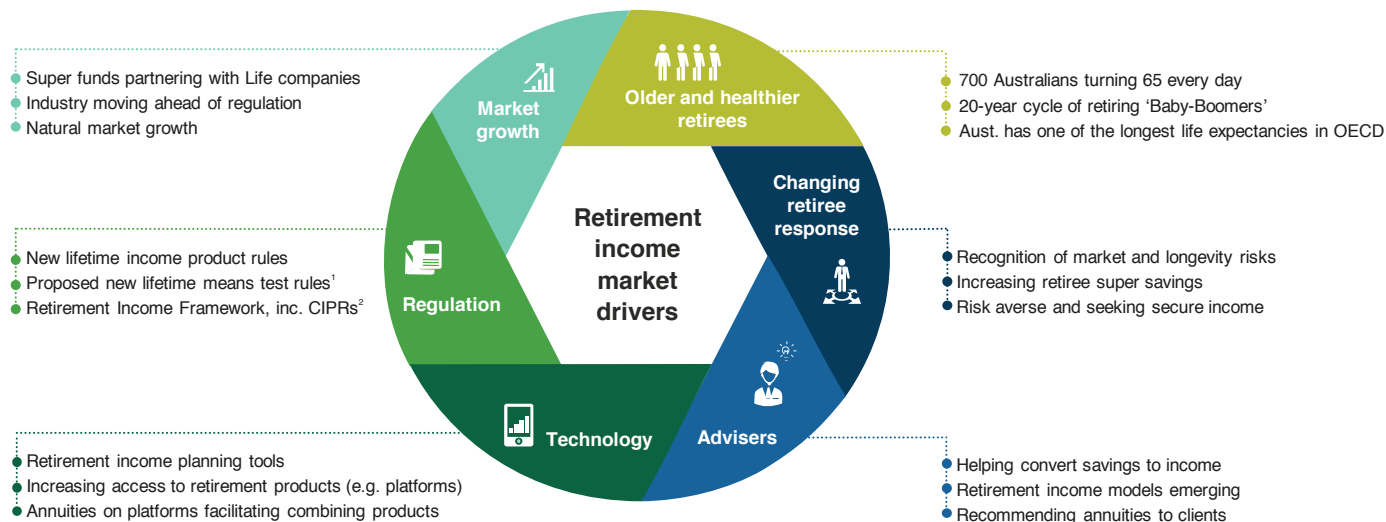 Super funds partnering with Life companies
Industry moving ahead of regulation
Natural market growth
Market
growth
Older and healthier
retirees
700 Australians turning 65 every day
20-year cycle of retiring ‘Baby-Boomers’
Aust. has one of the longest life expectancies in OECD
New lifetime income product rules
Proposed new lifetime means test rules¹
Retirement Income Framework, inc. CIPRs²
Regulation
Retirement
income
market
drivers
Changing
retiree
response
Recognition of market and longevity risks
Increasing retiree super savings
Risk averse and seeking secure income
Retirement income planning tools
Increasing access to retirement products (e.g. platforms)
Annuities on platforms facilitating combining products
Technology
Advisers
Helping convert savings to income
Retirement income models emerging
Recommending annuities to clients